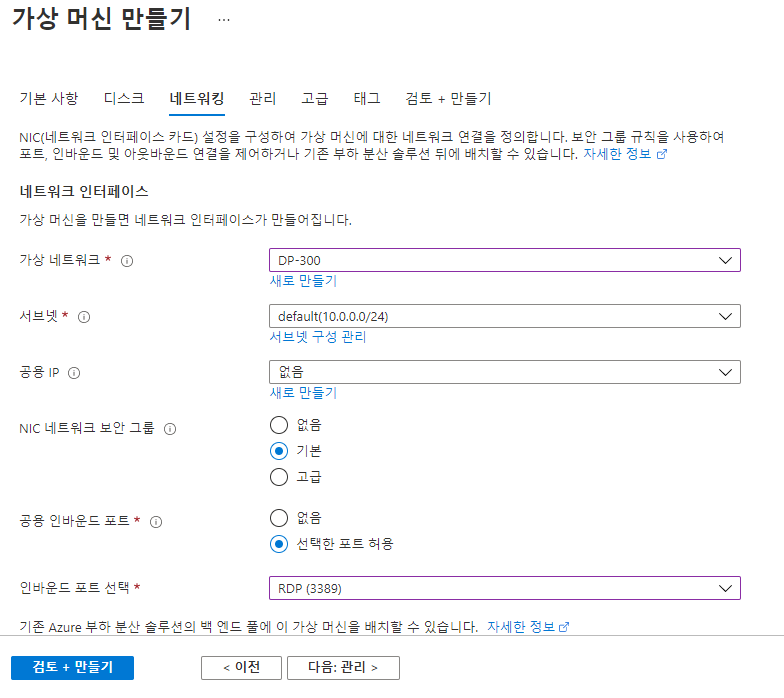 가상 머신 만들기 ...
기본 사항 디스크 네트워킹 관리 고급 태그 검토 + 만들기
NIC(네트워크 인터페이스 카드) 설정을 구성하여 가상 머신에 대한 네트워크 연결을 정의합니다. 보안 그룹 규칙을 사용하여
포트, 인바운드 및 아웃바운드 연결을 제어하거나 기존 부하 분산 솔루션 뒤에 배치할 수 있습니다. 자세한 정보
네트워크 인터페이스
가상 머신을 만들면 네트워크 인터페이스가 만들어집니다.
가상 네트워크 * DP-300
새로 만들기
서브넷 * default(10.0.0.0/24)
서브넷 구성 관리
공용 IP 없음
새로 만들기
NIC 네트워크 보안 그룹 없음
기본
고급
공용 인바운드 포트 * 없음
선택한 포트 허용
인바운드 포트 선택 * RDP (3389)
기존 Azure 부하 분산 솔루션의 백 엔드 풀에 이 가상 머신을 배치할 수 있습니다. 자세한 정보
검토 + 만들기 < 이전 다음: 관리 >